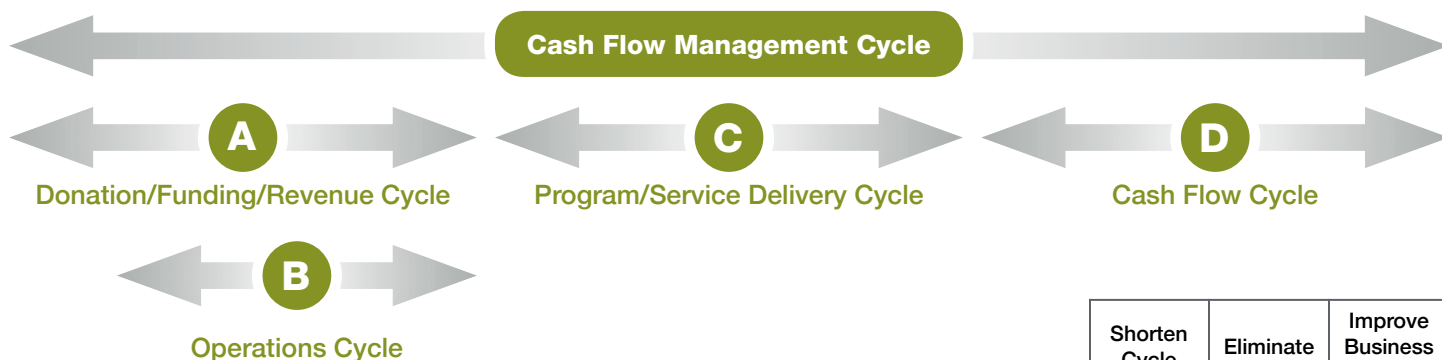 Cash Flow Management Cycle
A
C
D
Donation/Funding/Revenue Cycle
Program/Service Delivery Cycle
Cash Flow Cycle
B
Operations Cycle
Shorten
Cycle
Eliminate
Improve
Business